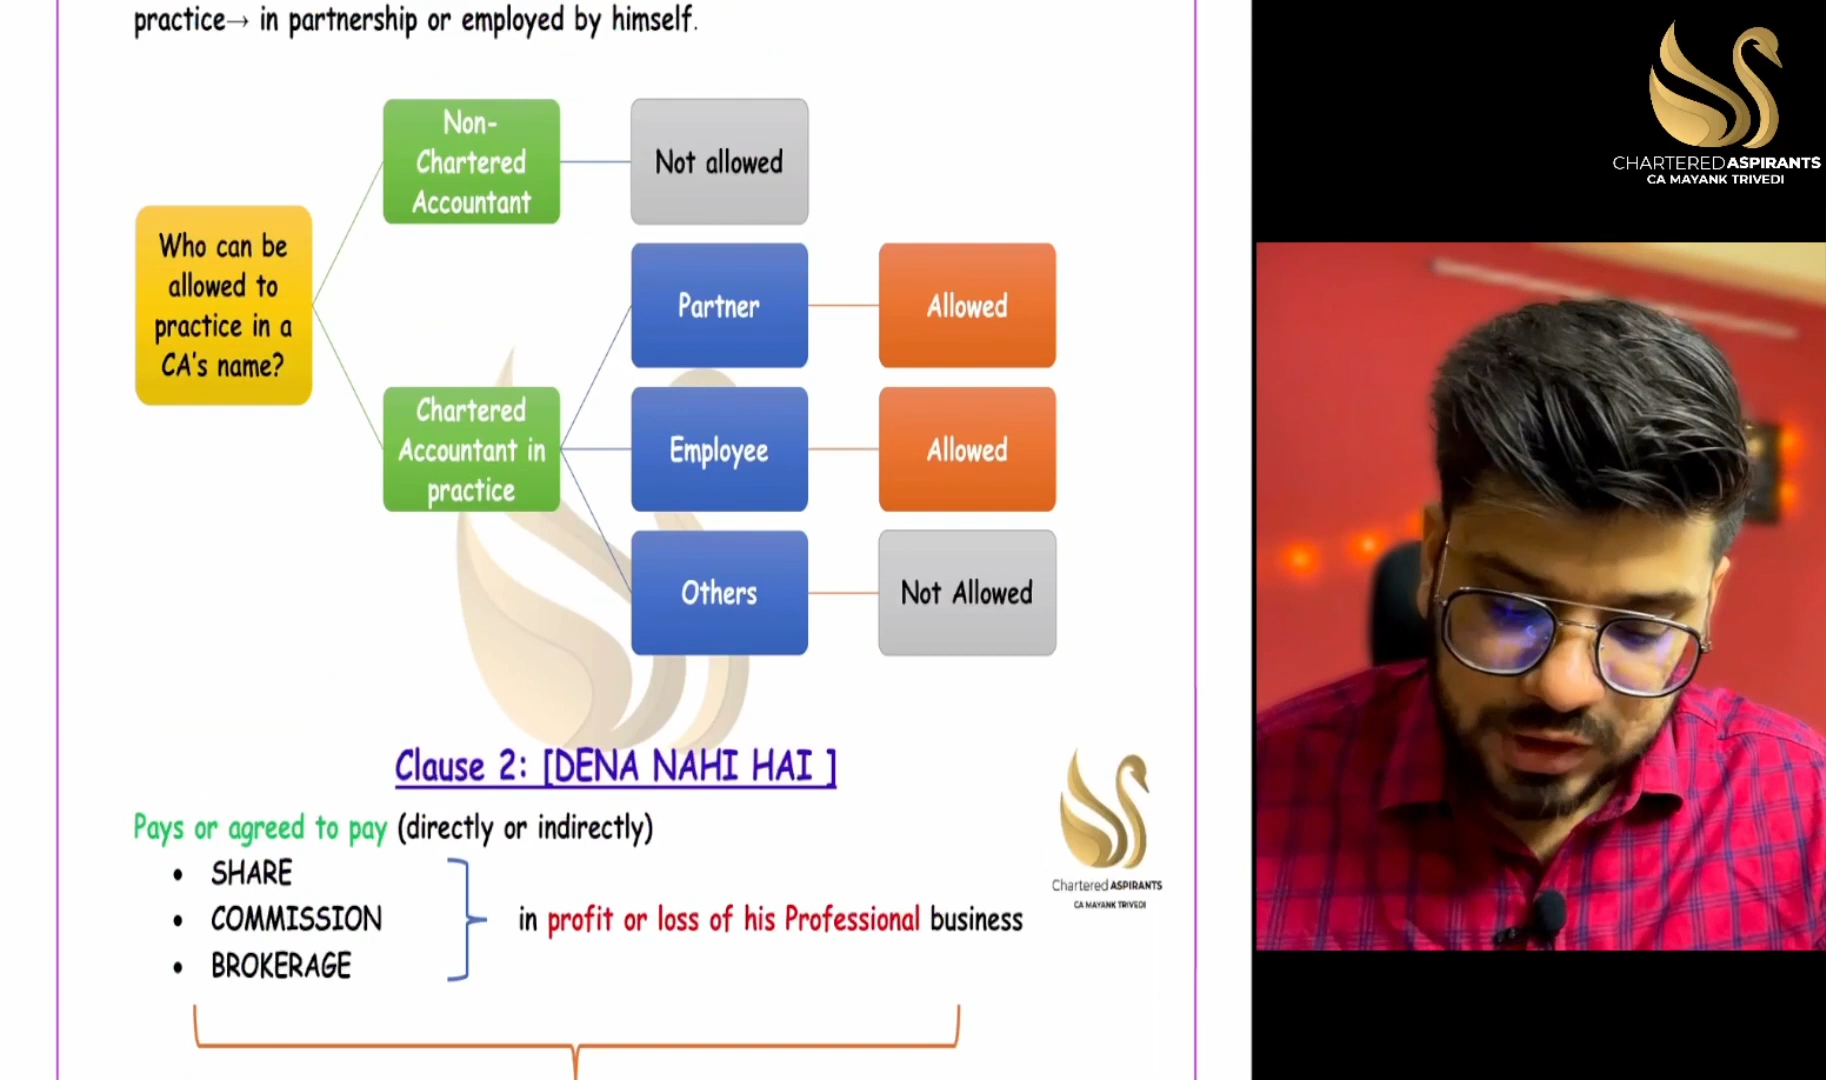 practice→ in partnership or employed by himself.
Non-
Chartered
Accountant
Not allowed
Who can be
allowed to
practice in a
CA's name?
Partner
Allowed
Chartered
Accountant in
practice
Employee
Allowed
Others
Not Allowed
Clause 2: [DENA NAHI HAI ]
Pays or agreed to pay (directly or indirectly)
• SHARE
• COMMISSION
• BROKERAGE
in profit or loss of his Professional business
Chartered ASPIRANTS
CA MAYANK TRIVEDI
CHARTERED ASPIRANTS
CA MAYANK TRIVEDI